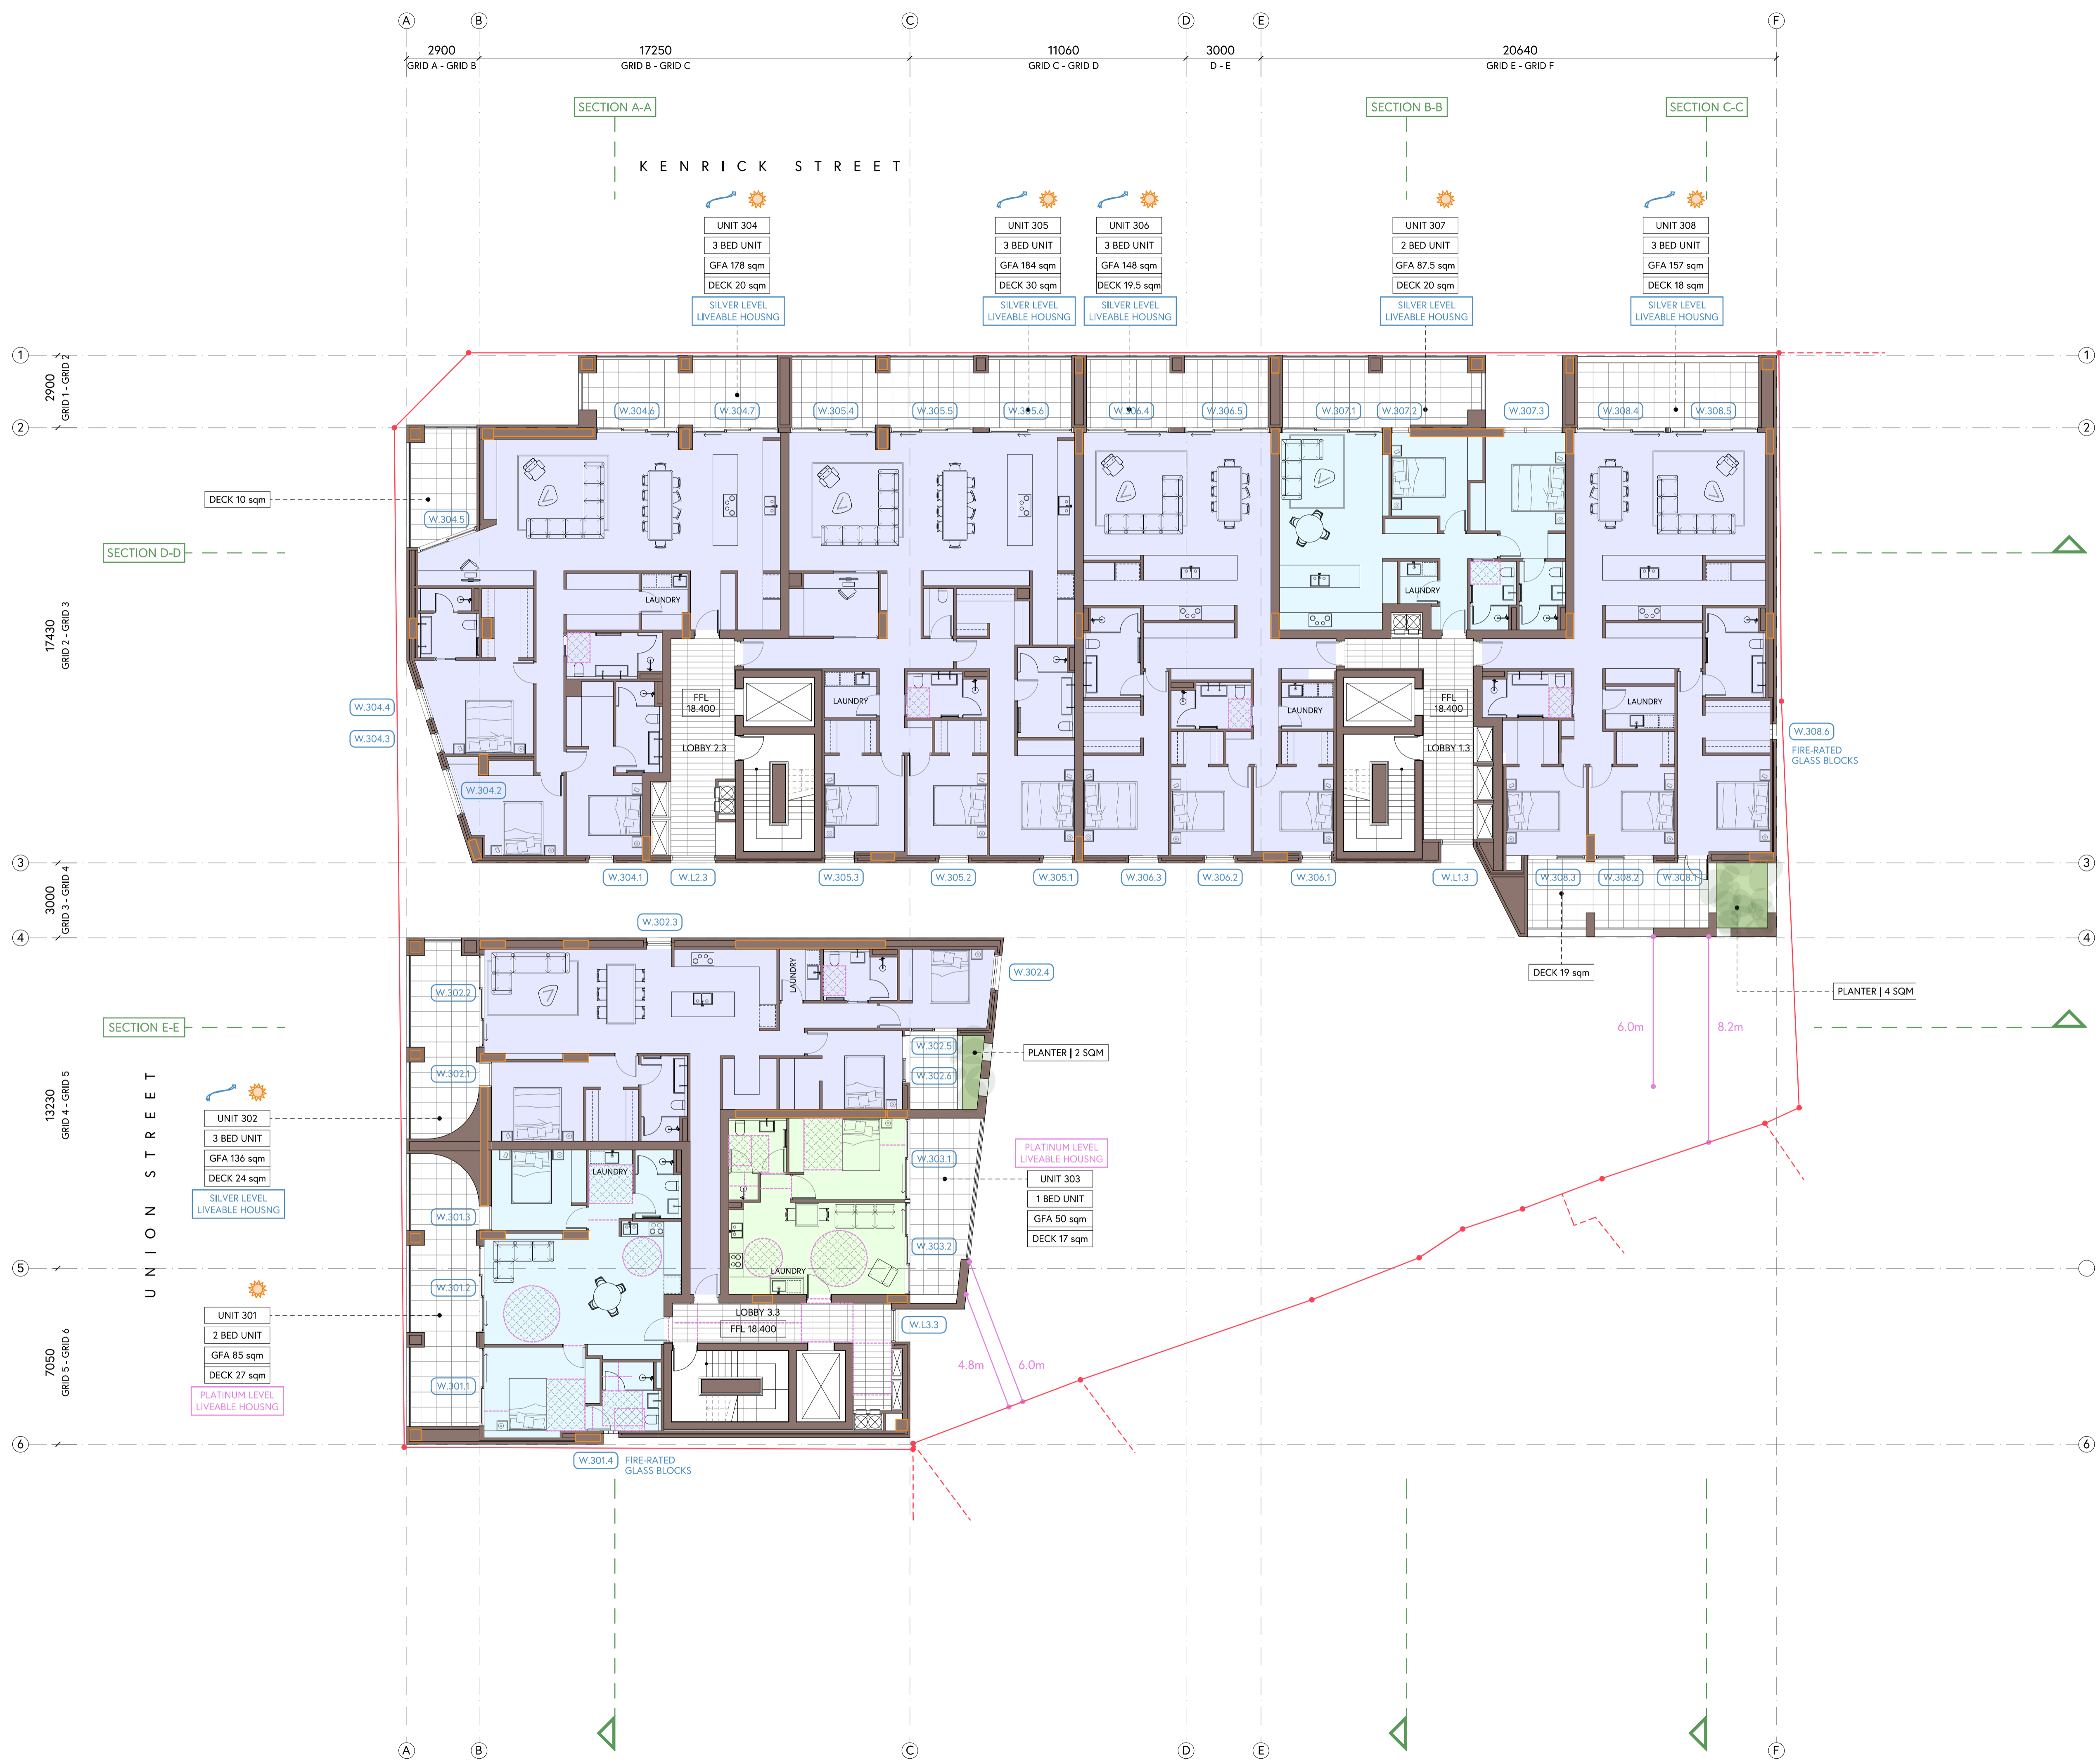 A B C D E F
2900 17250 11060 3000 20640
GRID A - GRID B GRID B - GRID C GRID C - GRID D D - E GRID E - GRID F
SECTION A-A SECTION B-B SECTION C-C
KENRICK STREET
UNIT 304
3 BED UNIT
GFA 178 sqm
DECK 20 sqm
SILVER LEVEL
LIVEABLE HOUSNG
UNIT 305
3 BED UNIT
GFA 184 sqm
DECK 30 sqm
SILVER LEVEL
LIVEABLE HOUSNG
UNIT 306
3 BED UNIT
GFA 148 sqm
DECK 19.5 sqm
SILVER LEVEL
LIVEABLE HOUSNG
UNIT 307
2 BED UNIT
GFA 87.5 sqm
DECK 20 sqm
SILVER LEVEL
LIVEABLE HOUSNG
UNIT 308
3 BED UNIT
GFA 157 sqm
DECK 18 sqm
SILVER LEVEL
LIVEABLE HOUSNG
1 1
2900
GRID 1 - GRID 2
W.304.6 W.304.7 W.305.4 W.305.5 W.305.6 W.306.4 W.306.5 W.307.1 W.307.2 W.307.3 W.308.4 W.308.5
2 2
DECK 10 sqm
W.304.5
SECTION D-D
17430
GRID 2 - GRID 3
LAUNDRY
LAUNDRY
LAUNDRY
LAUNDRY
LAUNDRY
FFL
18.400
FFL
18.400
W.304.4
W.304.3
LOBBY 2.3
LOBBY 1.3
W.308.6
FIRE-RATED
GLASS BLOCKS
W.304.2
3 3
W.304.1 W.L2.3 W.305.3 W.305.2 W.305.1 W.306.3 W.306.2 W.306.1 W.L1.3 W.308.3 W.308.2 W.308.1
3000
GRID 3 - GRID 4
W.302.3
4 4
DECK 19 sqm
PLANTER | 4 SQM
LAUNDRY
W.302.4
W.302.2
SECTION E-E
6.0m 8.2m
W.302.5
PLANTER | 2 SQM
W.302.1
W.302.6
13230
GRID 4 - GRID 5
UNION STREET
UNIT 302
3 BED UNIT
GFA 136 sqm
DECK 24 sqm
SILVER LEVEL
LIVEABLE HOUSNG
PLATINUM LEVEL
LIVEABLE HOUSNG
UNIT 303
1 BED UNIT
GFA 50 sqm
DECK 17 sqm
W.303.1
LAUNDRY
W.301.3
W.303.2
5
LAUNDRY
W.301.2
UNIT 301
2 BED UNIT
GFA 85 sqm
DECK 27 sqm
PLATINUM LEVEL
LIVEABLE HOUSNG
LOBBY 3.3
FFL 18.400
W.L3.3
7050
GRID 5 - GRID 6
4.8m 6.0m
W.301.1
6 6
W.301.4
FIRE-RATED
GLASS BLOCKS
A B C D E F